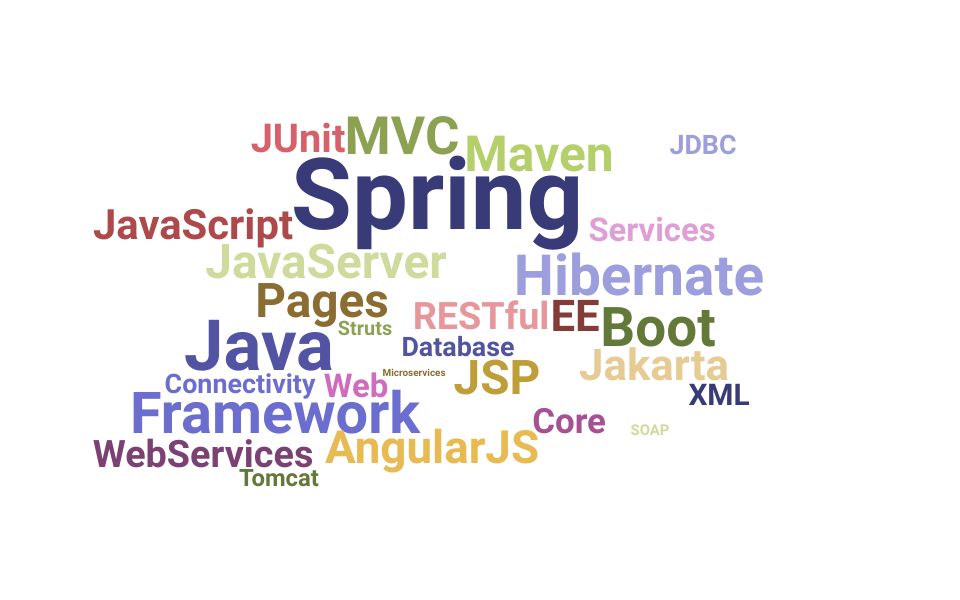 JUnit
MVC
Maven
JDBC
Spring
JavaScript
Services
JavaServer
Hibernate
Pages
RESTful
EE
Boot
Struts
Java
Database
Jakarta
Microservices
JSP
Connectivity
Web
XML
Framework
Core
SOAP
WebServices
AngularJS
Tomcat